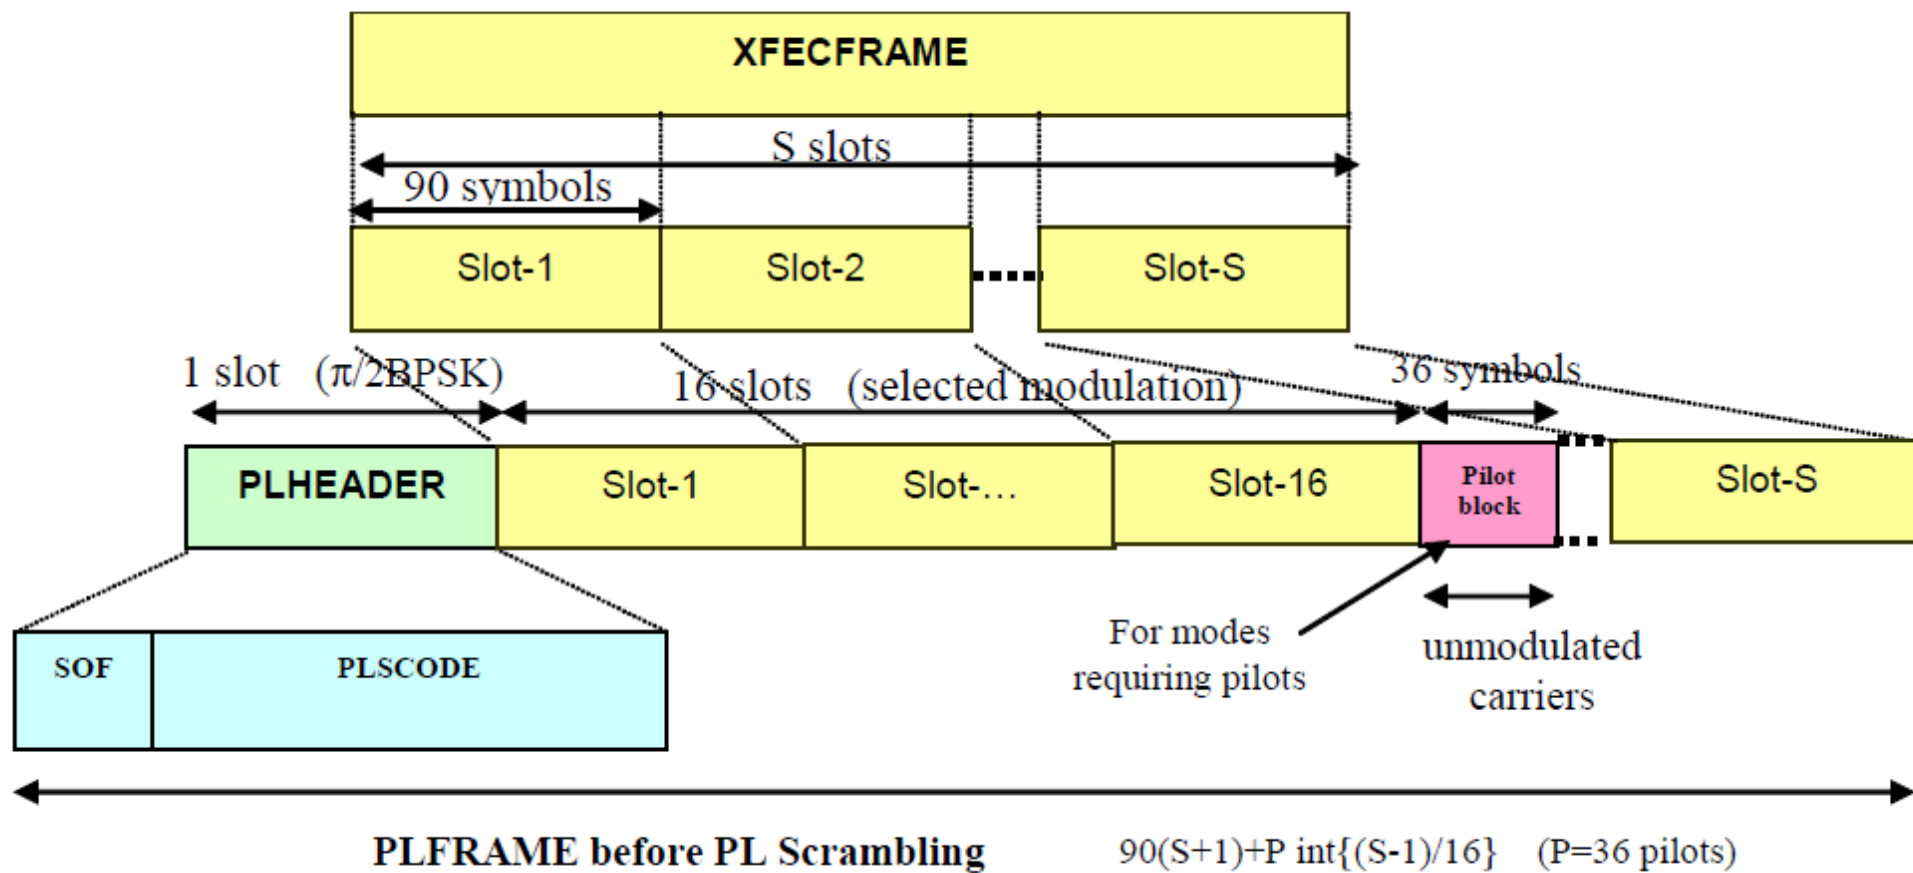 XFECFRAME
S slots
90 symbols
Slot-1 Slot-2 Slot-S
1 slot (π/2BPSK) 16 slots (selected modulation) 36 symbols
PLHEADER Slot-1 Slot-... Slot-16 Pilot block Slot-S
SOF PLSCODE
For modes
requiring pilots
unmodulated
carriers
PLFRAME before PL Scrambling 90(S+1)+P int{(S-1)/16} (P=36 pilots)